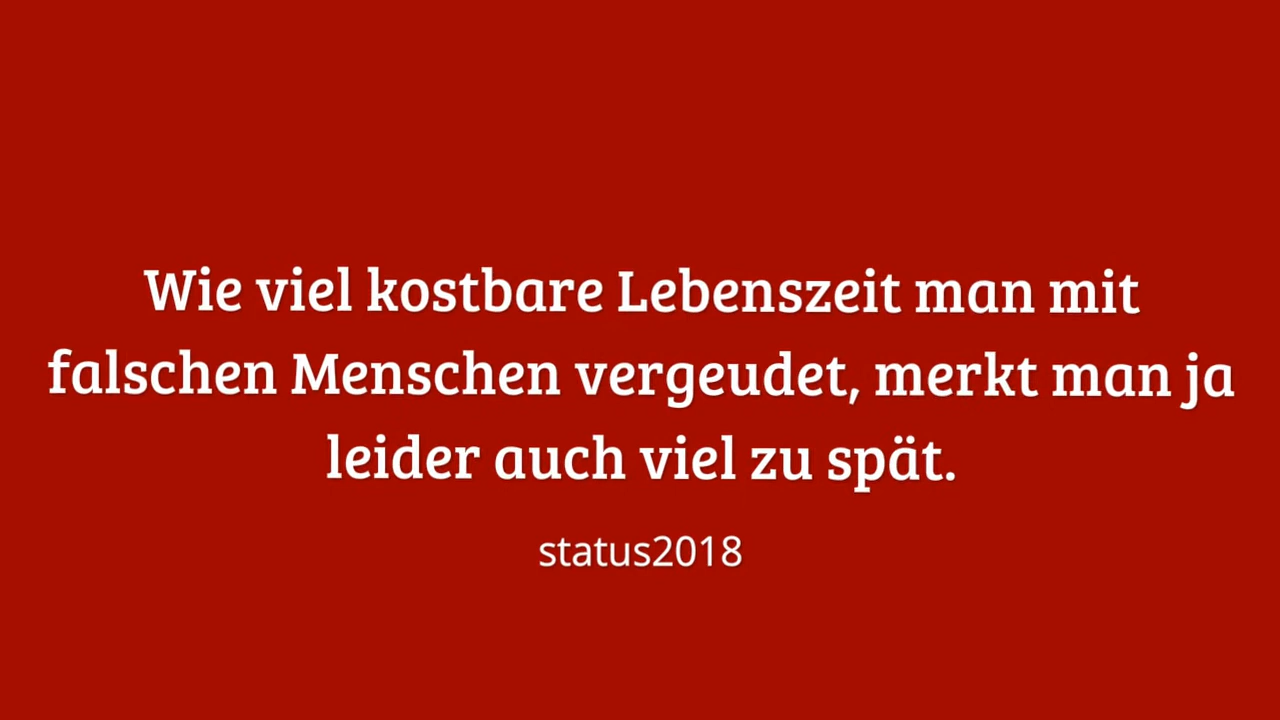 Wie viel kostbare Lebenszeit man mit
falschen Menschen vergeudet, merkt man ja
leider auch viel zu spät.
status2018